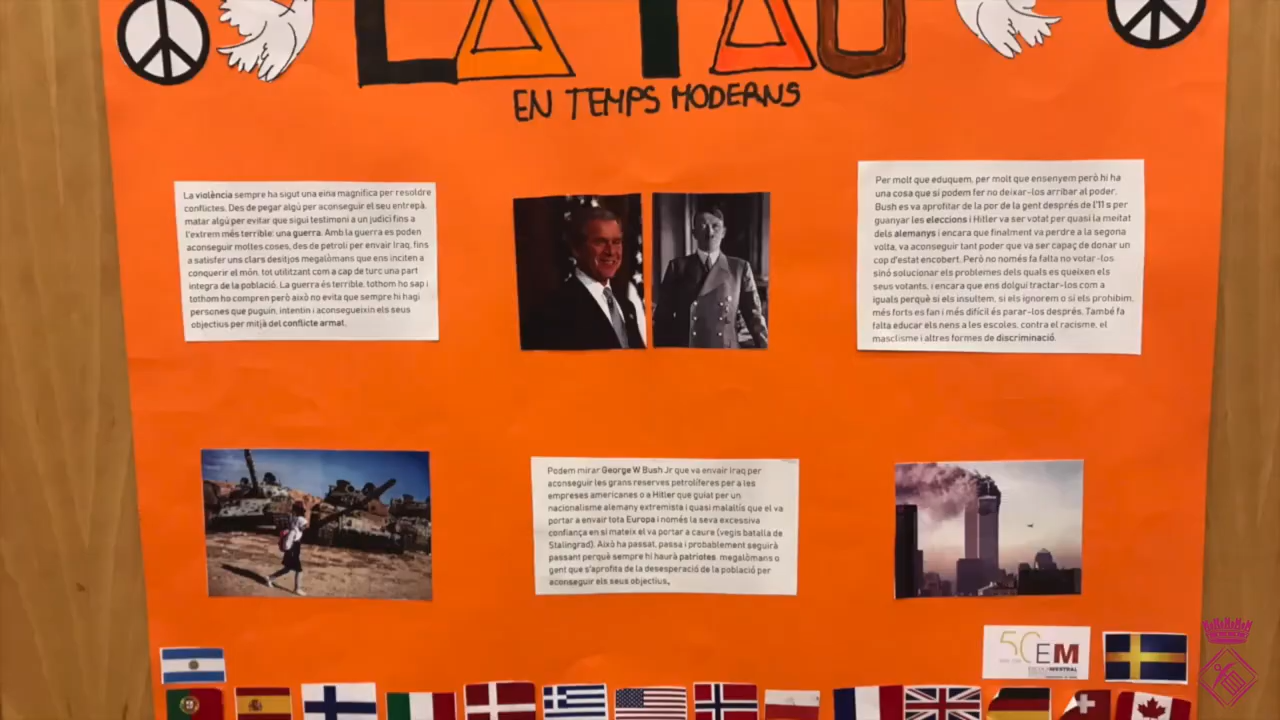 LA PAU
EN TEMPS MODERNS
La violència sempre ha sigut una eina magnífica per resoldre
conflictes. Des de pegar algú per aconseguir el seu entrepà,
matar algú per evitar que sigui testimoni a un judici fins a
l'extrem més terrible: una guerra. Amb la guerra es poden
aconseguir moltes coses, des de petroli per envair Iraq, fins
a satisfer uns clars desitjos megalòmans que ens inciten a
conquerir el món, tot utilitzant com a cap de turc una part
íntegra de la població. La guerra és terrible, tothom ho sap i
tothom ho compren però això no evita que sempre hi hagi
persones que puguin, intentin i aconsegueixin els seus
objectius per mitjà del conflicte armat.
Per molt que eduquem, per molt que ensenyem però hi ha
una cosa que si podem fer no deixar-los arribar al poder.
Bush es va aprofitar de la por de la gent després de l'11 s per
guanyar les eleccions i Hitler va ser votat per quasi la meitat
dels alemanys i encara que finalment va perdre a la segona
volta, va aconseguir tant poder que va ser capaç de donar un
cop d'estat encobert. Però no només fa falta no votar-los
sinó solucionar els problemes dels quals es queixen els
seus votants, i encara que ens dolgui tractar-los com a
iguals perquè si els insultem, si els ignorem o si els prohibim,
més forts es fan i més difícil és parar-los després. També fa
falta educar els nens a les escoles, contra el racisme, el
masclisme i altres formes de discriminació.
Podem mirar George W Bush Jr que va envair Iraq per
aconseguir les grans reserves petrolíferes per a les
empreses americanes o a Hitler que guiat per un
nacionalisme alemany extremista i quasi malaltís que el va
portar a envair tota Europa i només la seva excessiva
confiança en si mateix el va portar a caure (vegis batalla de
Stalingrad). Això ha passat, passa i probablement seguirà
passant perquè sempre hi haurà patriotes, megalòmans o
gent que s'aprofita de la desesperació de la població per
aconseguir els seus objectius.
50 EM
ESCOLA MESTRAL